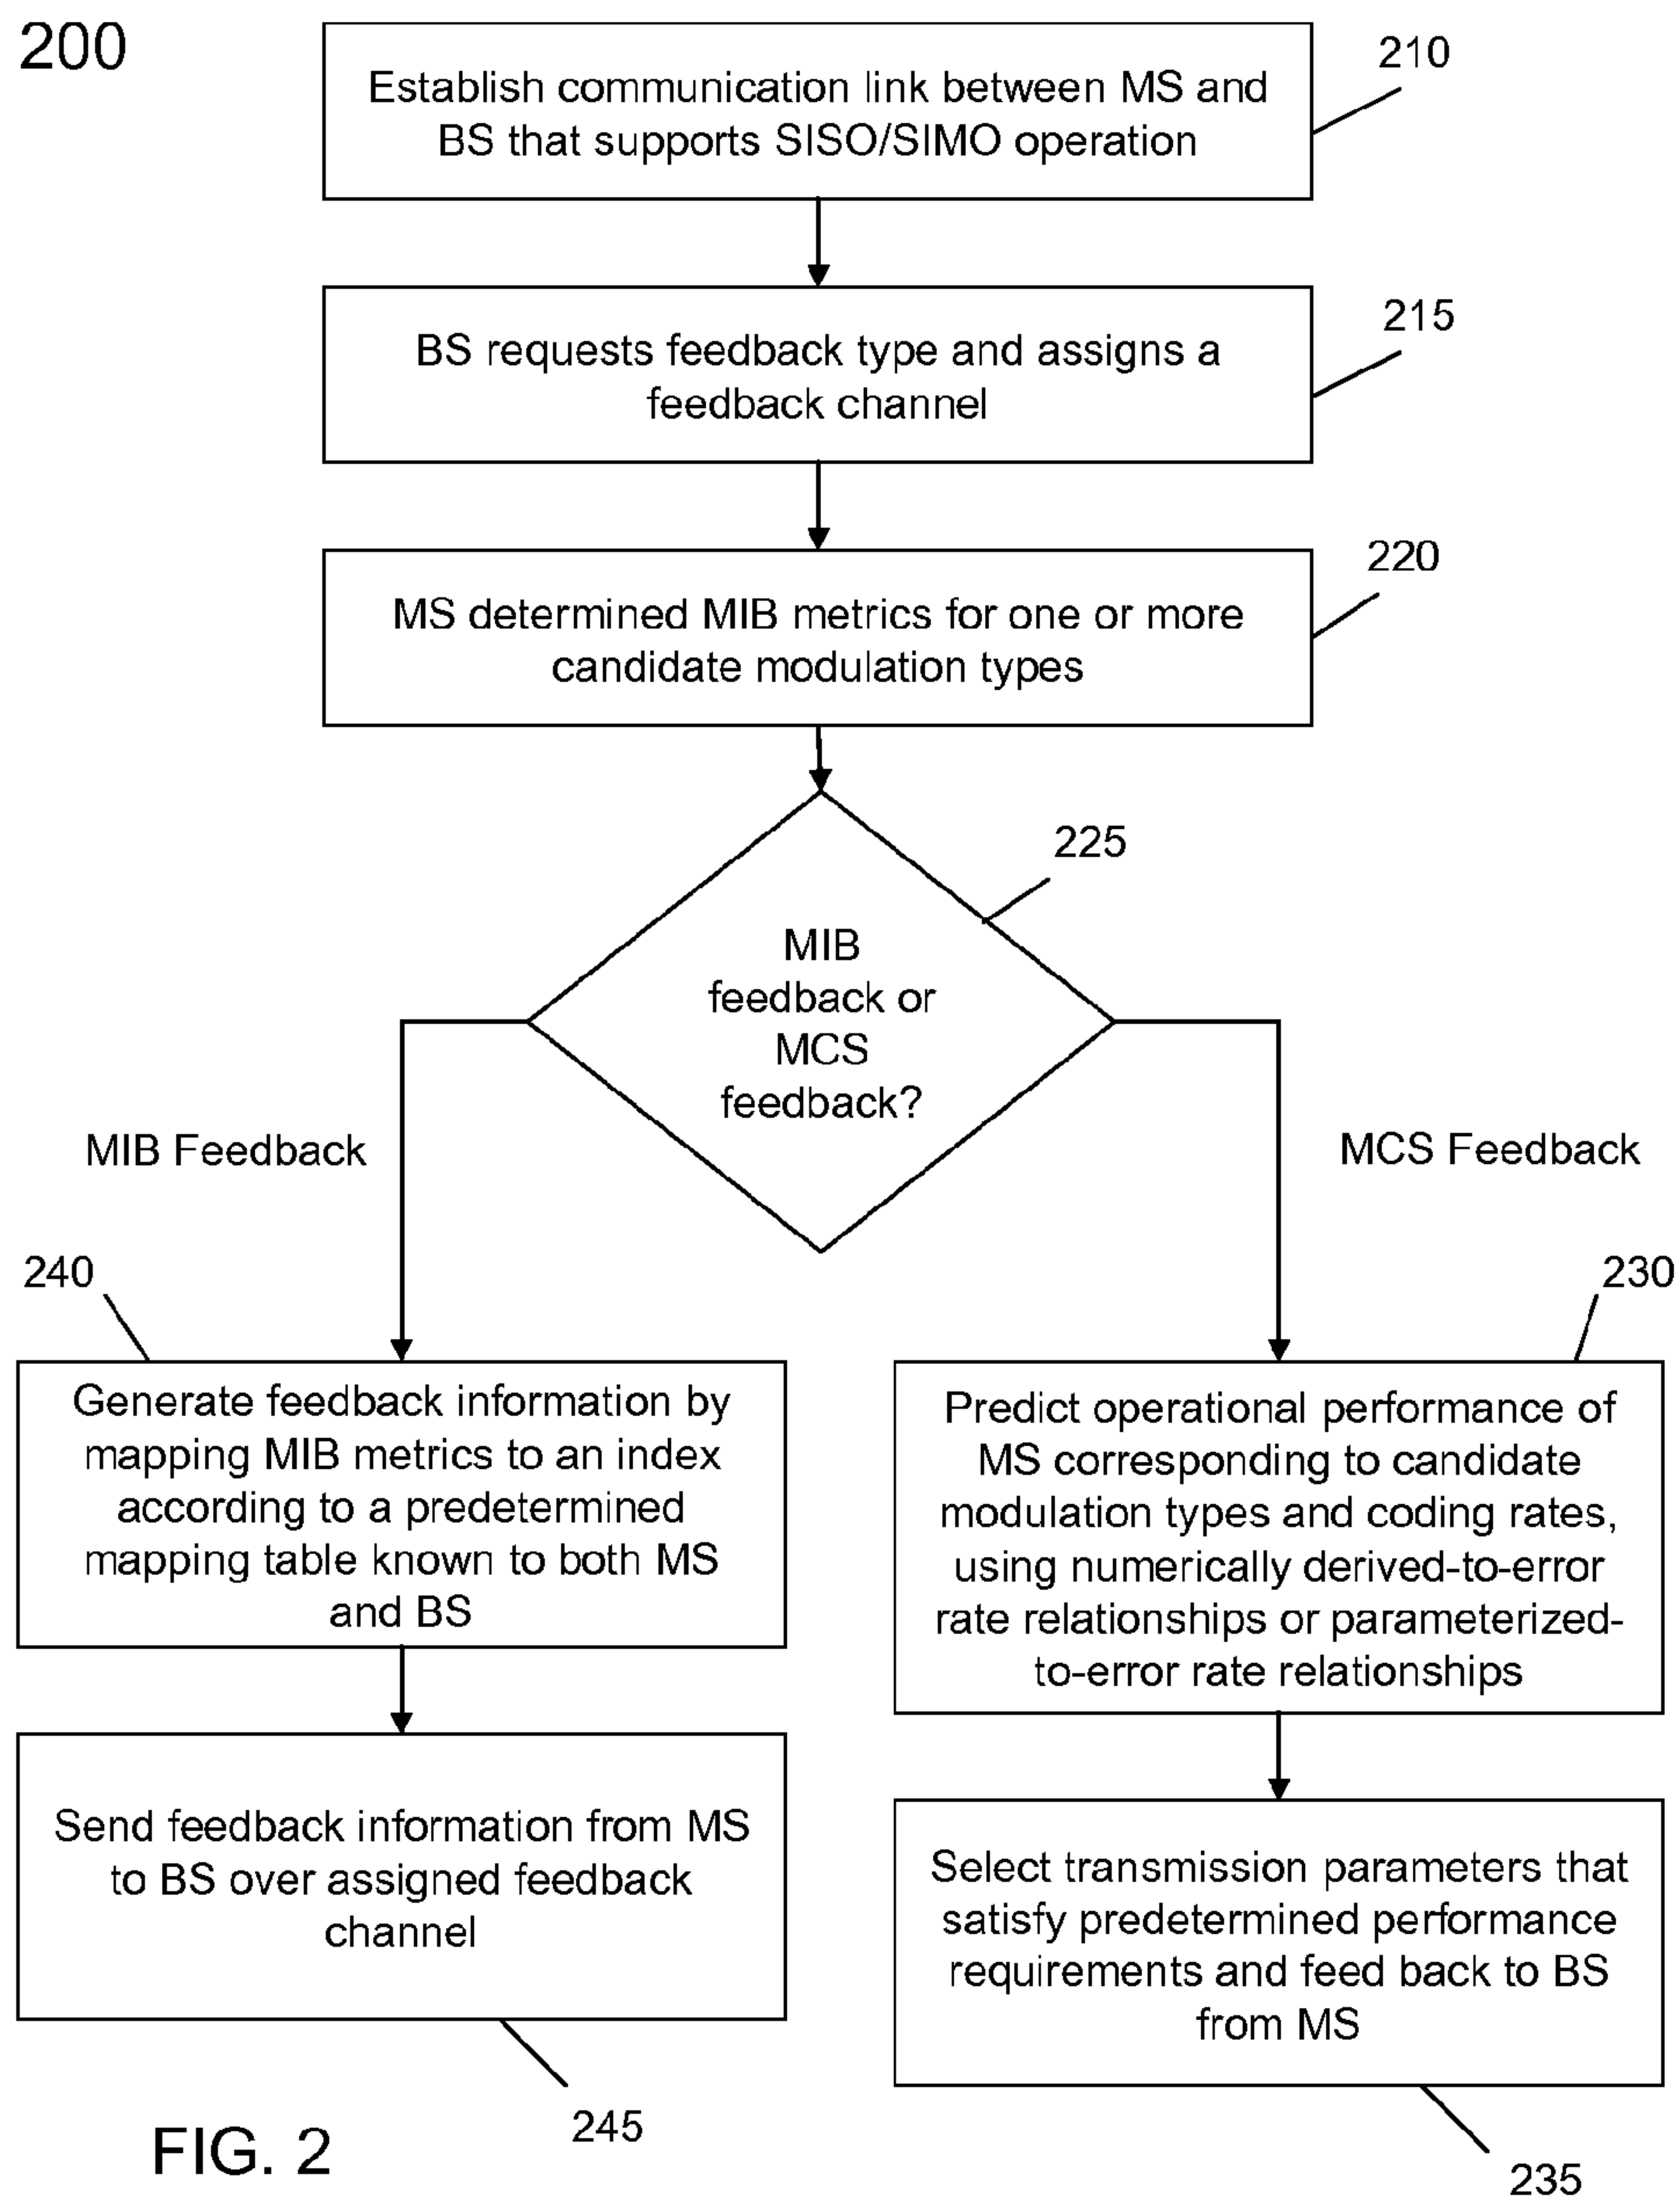 200
210
Establish communication link between MS and
BS that supports SISO/SIMO operation
215
BS requests feedback type and assigns a
feedback channel
220
MS determined MIB metrics for one or more
candidate modulation types
225
MIB
feedback or
MCS
feedback?
MIB Feedback
MCS Feedback
240
Generate feedback information by
mapping MIB metrics to an index
according to a predetermined
mapping table known to both MS
and BS
230
Predict operational performance of
MS corresponding to candidate
modulation types and coding rates,
using numerically derived-to-error
rate relationships or parameterized-
to-error rate relationships
Send feedback information from MS
to BS over assigned feedback
channel
245
Select transmission parameters that
satisfy predetermined performance
requirements and feed back to BS
from MS
235
FIG. 2